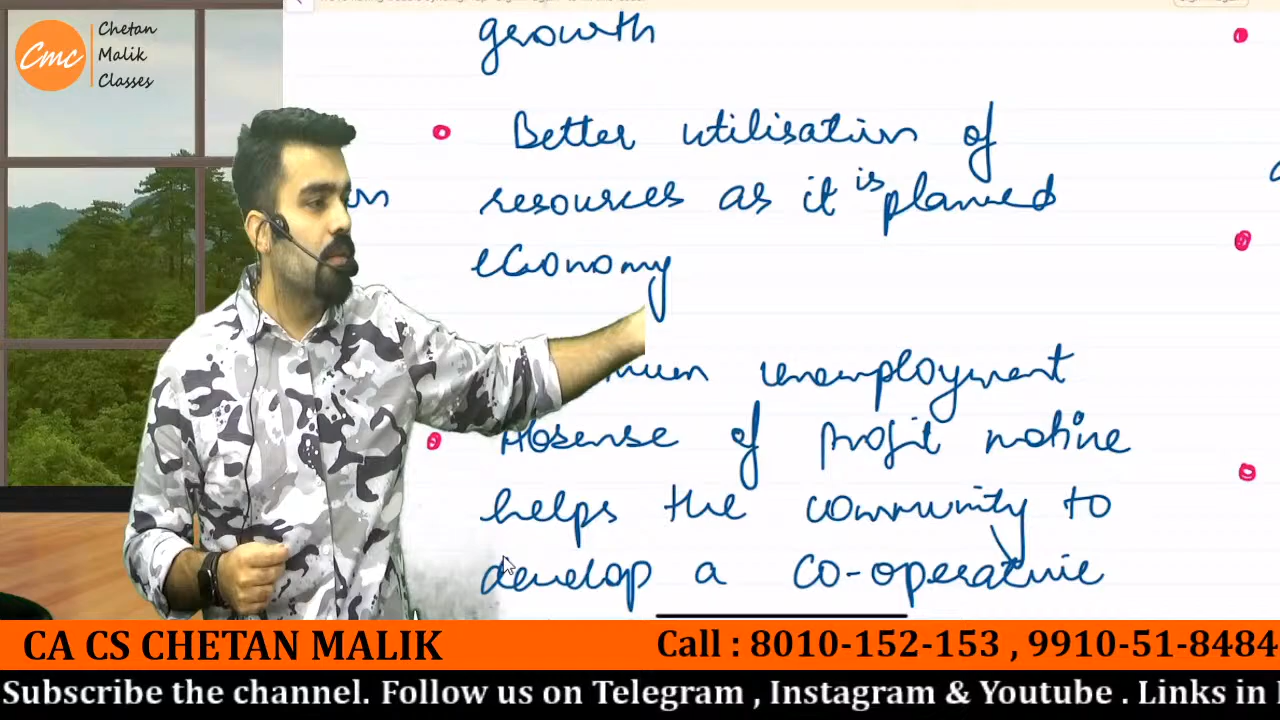 Cmc
Chetan
Malik
Classes
growth
Better utilisation of
resources as it is planned
economy
unemployment
Absense of profit motive
helps the community to
develop a co-operative
CA CS CHETAN MALIK
Call : 8010-152-153 , 9910-51-8484
Subscribe the channel. Follow us on Telegram , Instagram & Youtube . Links in